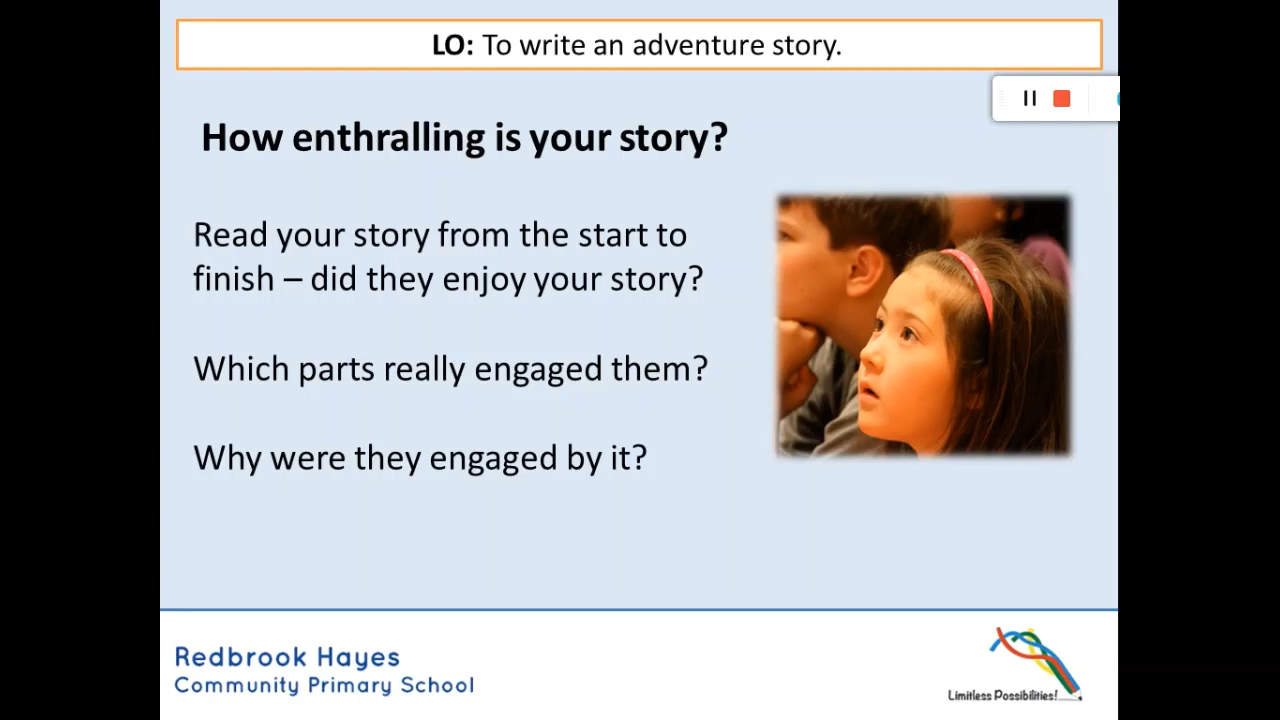 LO: To write an adventure story.
How enthralling is your story?
Read your story from the start to
finish – did they enjoy your story?
Which parts really engaged them?
Why were they engaged by it?
Redbrook Hayes
Community Primary School
Limitless Possibilities!